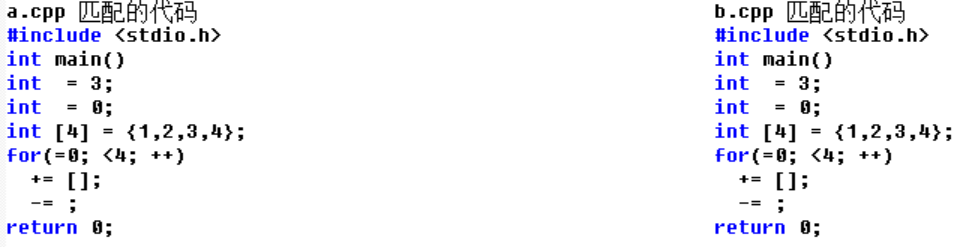 a.cpp 匹配的代码
#include <stdio.h>
int main()
int  = 3;
int  = 0;
int [4] = {1,2,3,4};
for(=0; <4; ++)
  += [];
  -= ;
return 0;
b.cpp 匹配的代码
#include <stdio.h>
int main()
int  = 3;
int  = 0;
int [4] = {1,2,3,4};
for(=0; <4; ++)
  += [];
  -= ;
return 0;